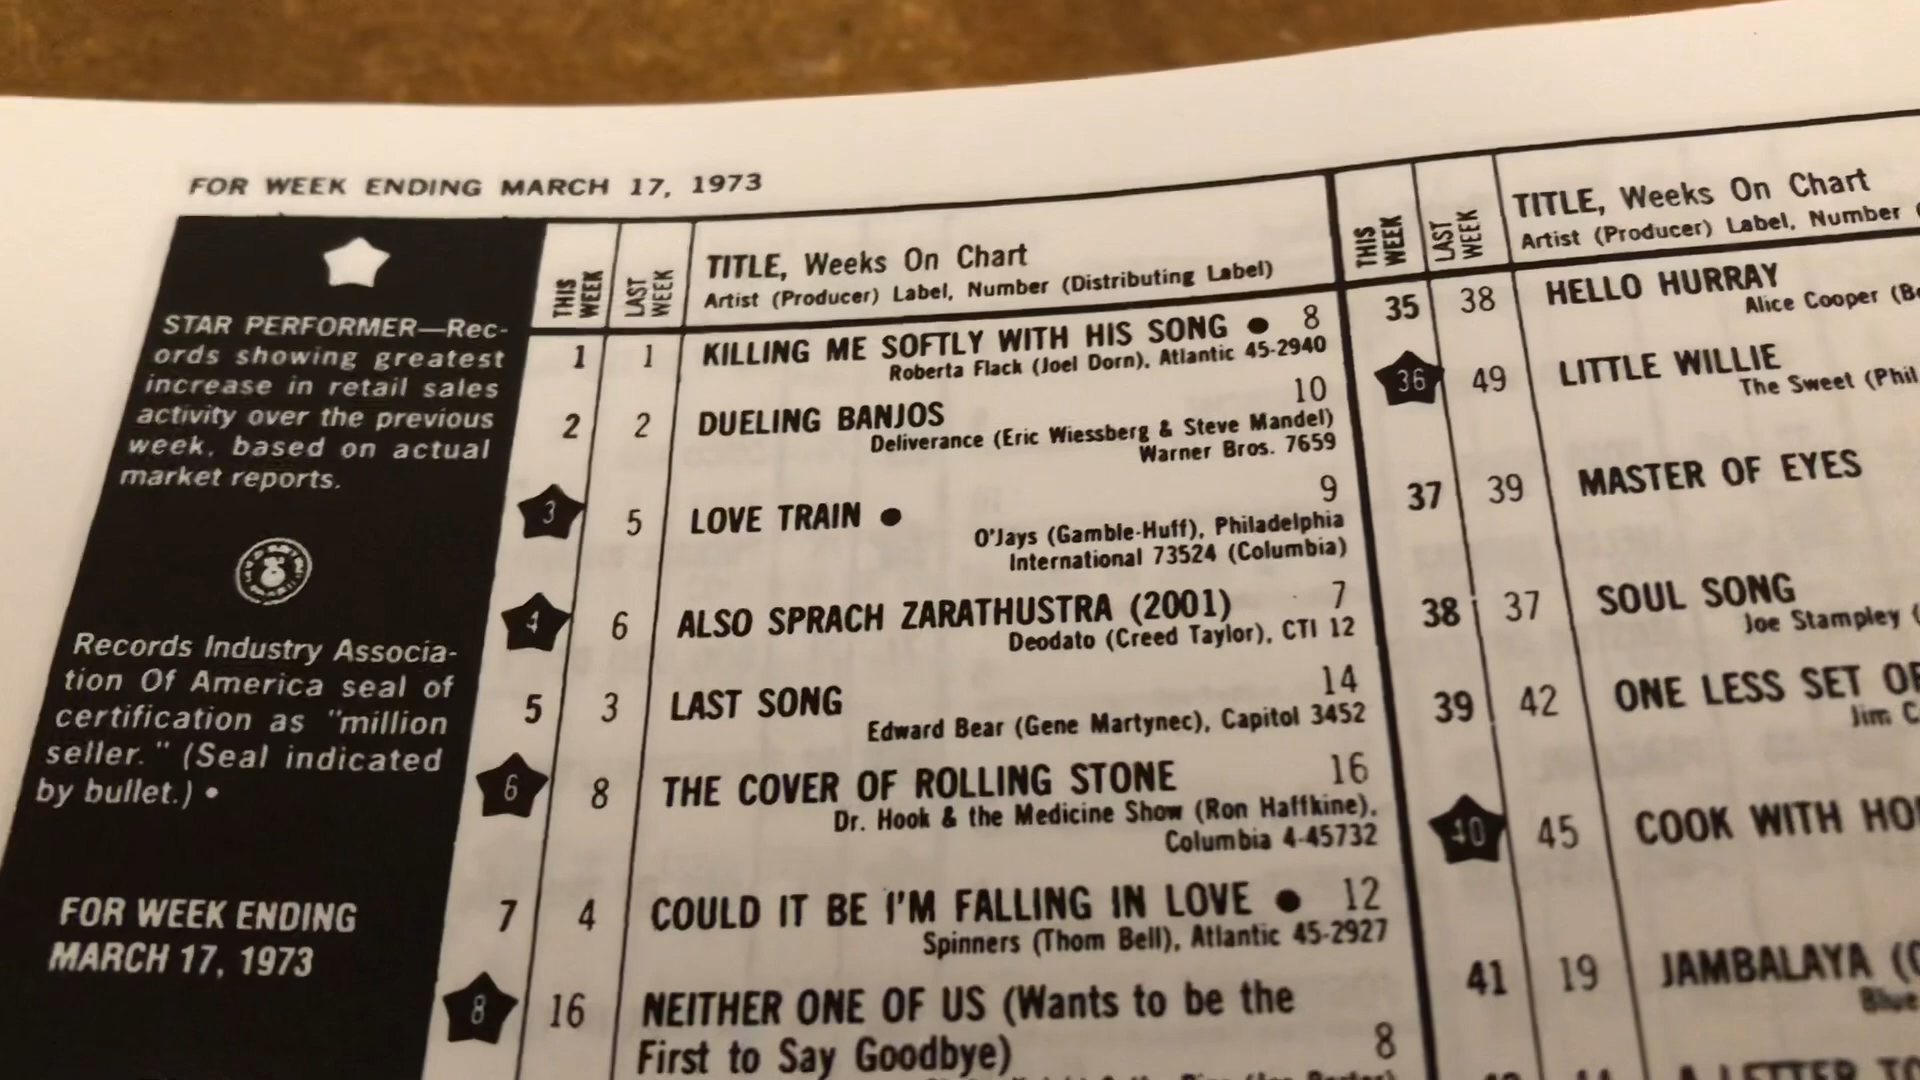 FOR WEEK ENDING MARCH 17, 1973
STAR PERFORMER—Rec-
ords showing greatest
increase in retail sales
activity over the previous
week, based on actual
market reports.
Records Industry Associa-
tion Of America seal of
certification as "million
seller." (Seal indicated
by bullet.) •
FOR WEEK ENDING
MARCH 17, 1973
THIS WEEK
LAST WEEK
TITLE, Weeks On Chart
Artist (Producer) Label, Number (Distributing Label)
1 1 KILLING ME SOFTLY WITH HIS SONG ● 8
Roberta Flack (Joel Dorn), Atlantic 45-2940
10
2 2 DUELING BANJOS
Deliverance (Eric Wiessberg & Steve Mandel)
Warner Bros. 7659
9
3 5 LOVE TRAIN ●
O'Jays (Gamble-Huff), Philadelphia
International 73524 (Columbia)
4 6 ALSO SPRACH ZARATHUSTRA (2001) 7
Deodato (Creed Taylor), CTI 12
14
5 3 LAST SONG
Edward Bear (Gene Martynec), Capitol 3452
6 8 THE COVER OF ROLLING STONE 16
Dr. Hook & the Medicine Show (Ron Haffkine),
Columbia 4-45732
7 4 COULD IT BE I'M FALLING IN LOVE ● 12
Spinners (Thom Bell), Atlantic 45-2927
8 16 NEITHER ONE OF US (Wants to be the
First to Say Goodbye) 8
THIS WEEK
LAST WEEK
TITLE, Weeks On Chart
Artist (Producer) Label, Number
35 38 HELLO HURRAY
Alice Cooper
36 49 LITTLE WILLIE
The Sweet (Phil
37 39 MASTER OF EYES
38 37 SOUL SONG
Joe Stampley
39 42 ONE LESS SET OF
Jim
40 45 COOK WITH
41 19 JAMBALAYA
Blue
A LETTER TO